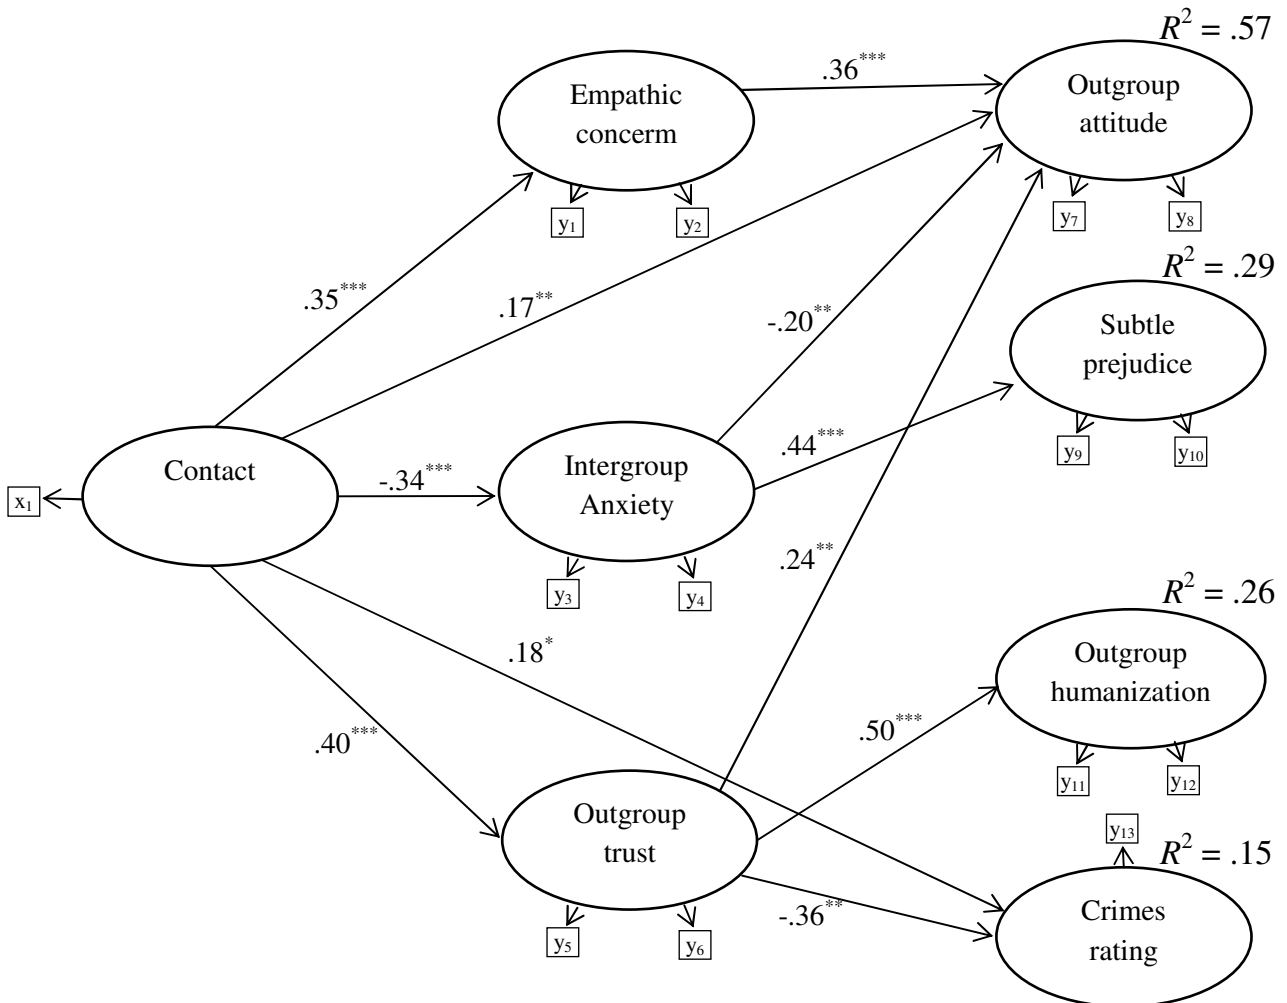 R² = .57
.36***
Empathic
concerm
Outgroup
attitude
y₁
y₂
y₇
y₈
R² = .29
.35***
.17**
-.20**
Subtle
prejudice
.44***
y₉
y₁₀
Contact
Intergroup
Anxiety
-.34***
x₁
.24**
y₃
y₄
R² = .26
.18*
Outgroup
humanization
.40***
.50***
y₁₁
y₁₂
Outgroup
trust
y₁₃
R² = .15
-.36**
Crimes
rating
y₅
y₆